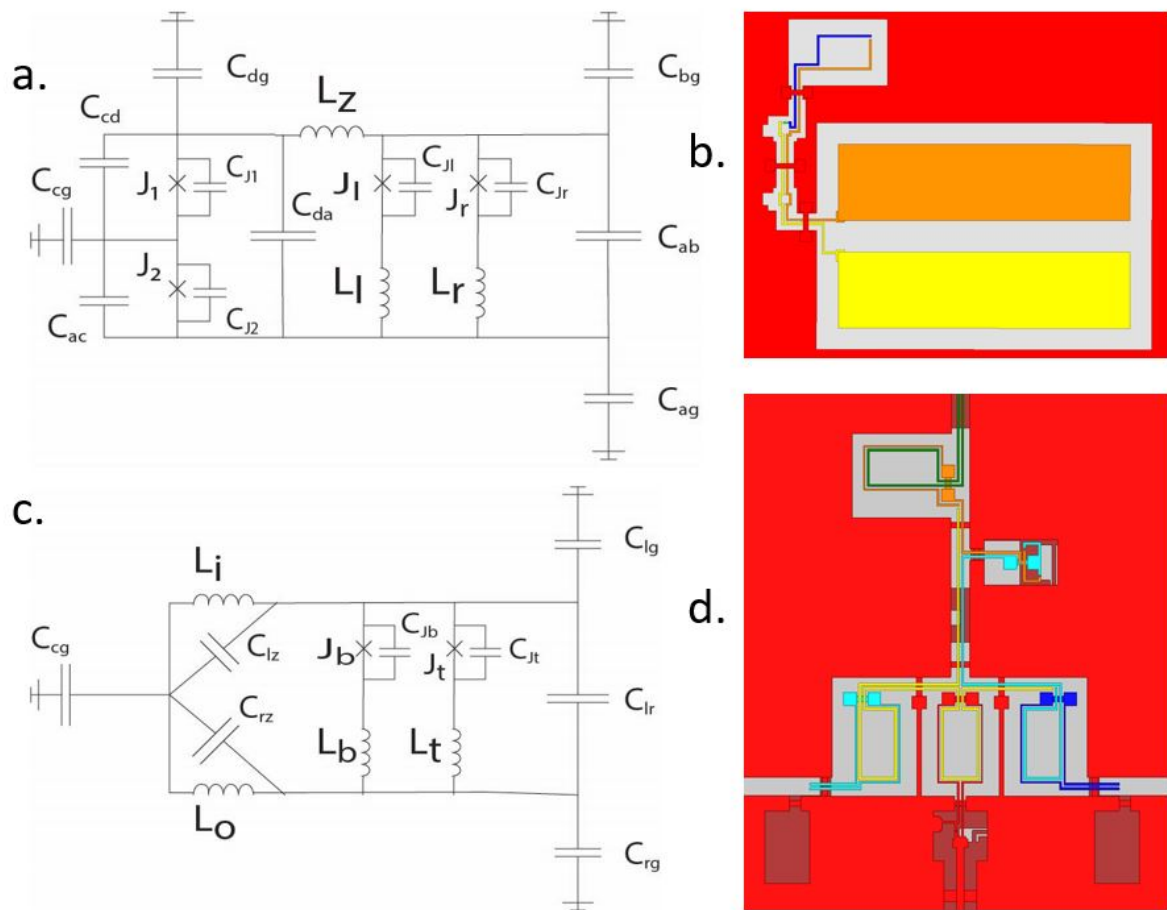 a.
C_dg
C_cd
L_z
C_bg
C_cg
J_1
C_J1
C_da
J_l
C_Jl
J_r
C_Jr
C_ab
J_2
C_J2
L_l
L_r
C_ac
C_ag
b.
c.
L_i
C_lg
C_cg
C_lz
J_b
C_Jb
J_t
C_Jt
C_rz
L_b
L_t
C_lr
L_o
C_rg
d.